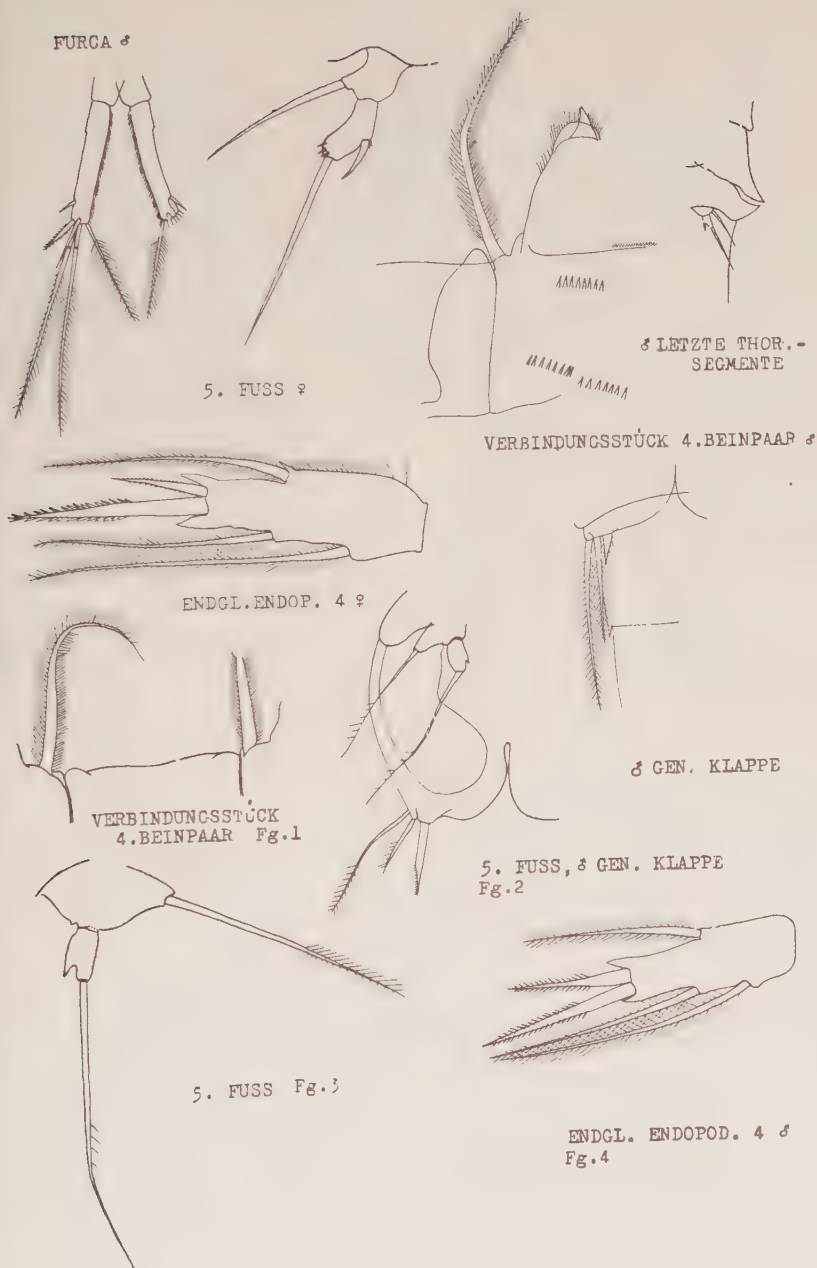 FURCA ♂
5. FUSS ♀
♂ LETZTE THOR.-
SEGMENTE
VERBINDUNGSSTÜCK 4.BEINPAAR ♂
ENDGL.ENDOP. 4 ♀
♂ GEN. KLAPPE
VERBINDUNGSSTÜCK
4.BEINPAAR Fg.1
5. FUSS, ♂ GEN. KLAPPE
Fg.2
5. FUSS Fg.3
ENDGL. ENDOPOD. 4 ♂
Fg.4